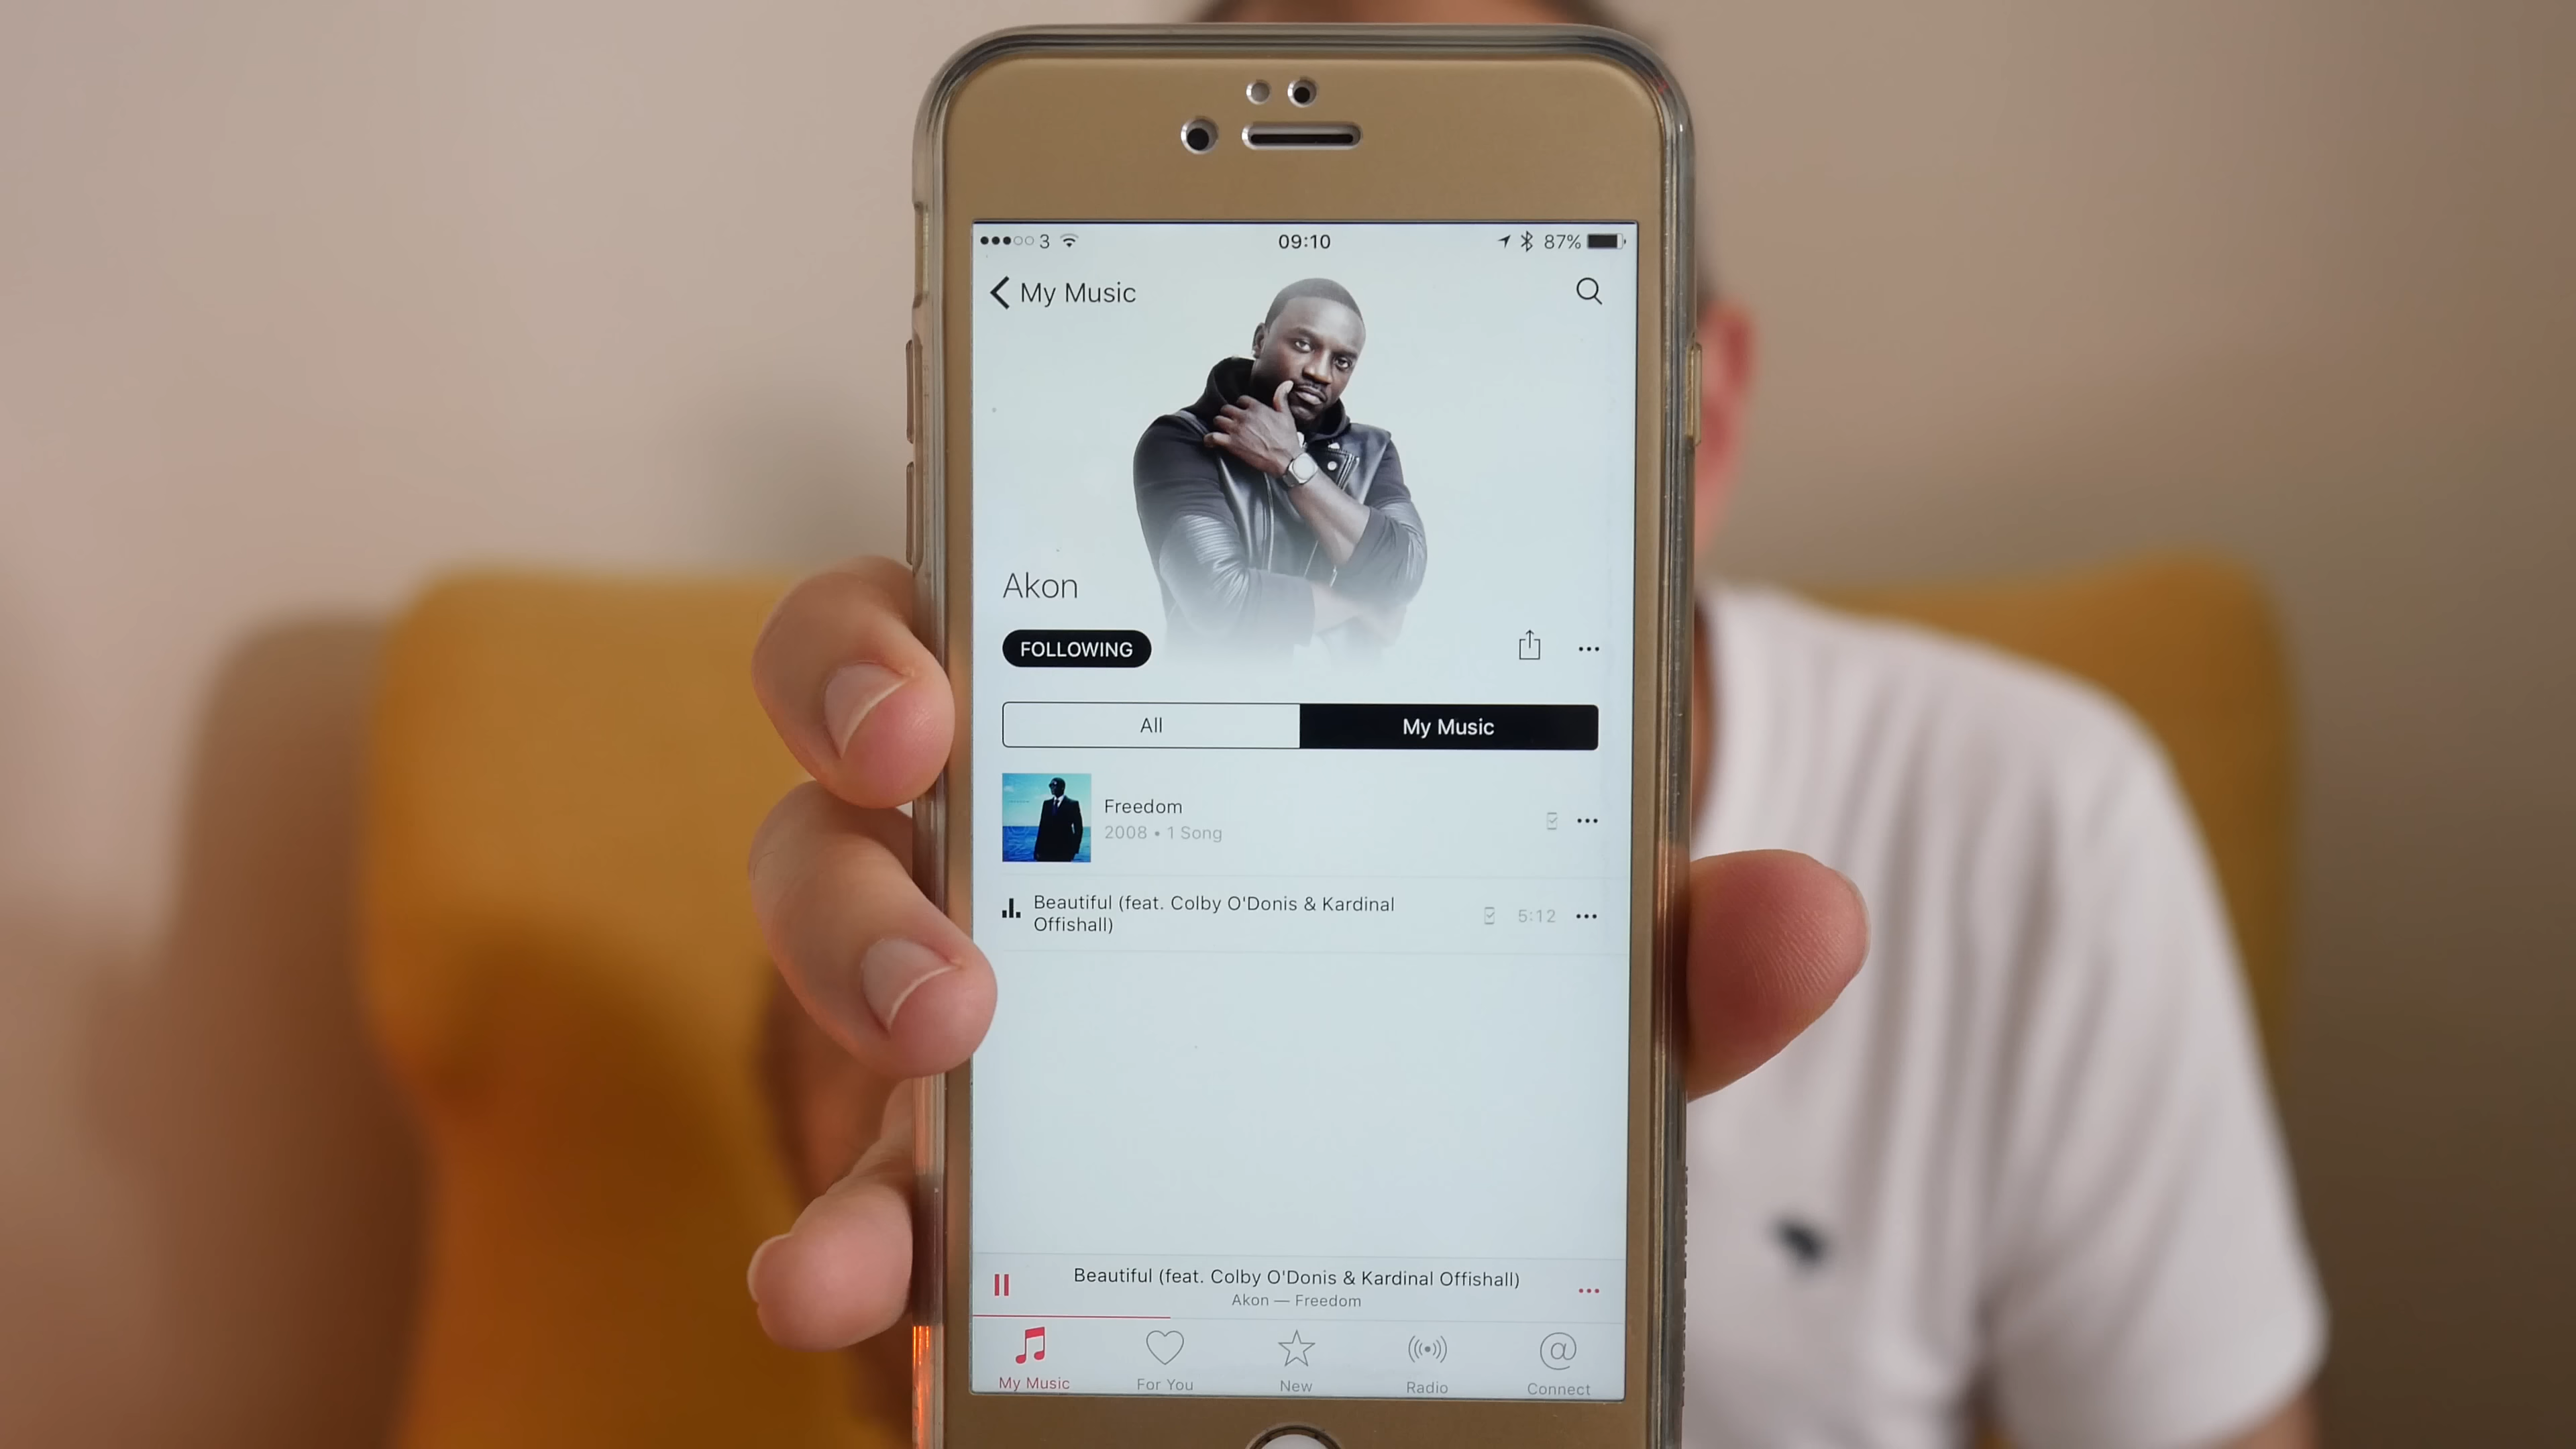 3 09:10 87%
My Music
Akon
FOLLOWING
All My Music
Freedom
2008 • 1 Song
Beautiful (feat. Colby O'Donis & Kardinal
Offishall) 5:12
Beautiful (feat. Colby O'Donis & Kardinal Offishall)
Akon — Freedom
My Music For You New Radio Connect